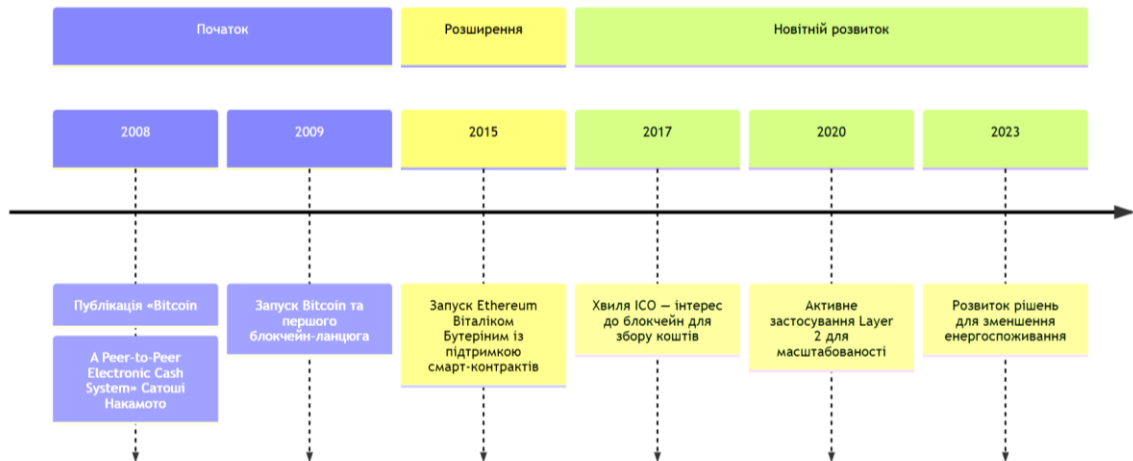 Початок
Розширення
Новітній розвиток
2008
2009
2015
2017
2020
2023
Публікація «Bitcoin
A Peer-to-Peer
Electronic Cash
System» Сатоші
Накамото
Запуск Bitcoin та
першого
блокчейн-ланцюга
Запуск Ethereum
Віталіком
Бутеріним із
підтримкою
смарт-контрактів
Хвиля ICO — інтерес
до блокчейн для
збору коштів
Активне
застосування Layer
2 для
масштабованості
Розвиток рішень
для зменшення
енергоспоживання